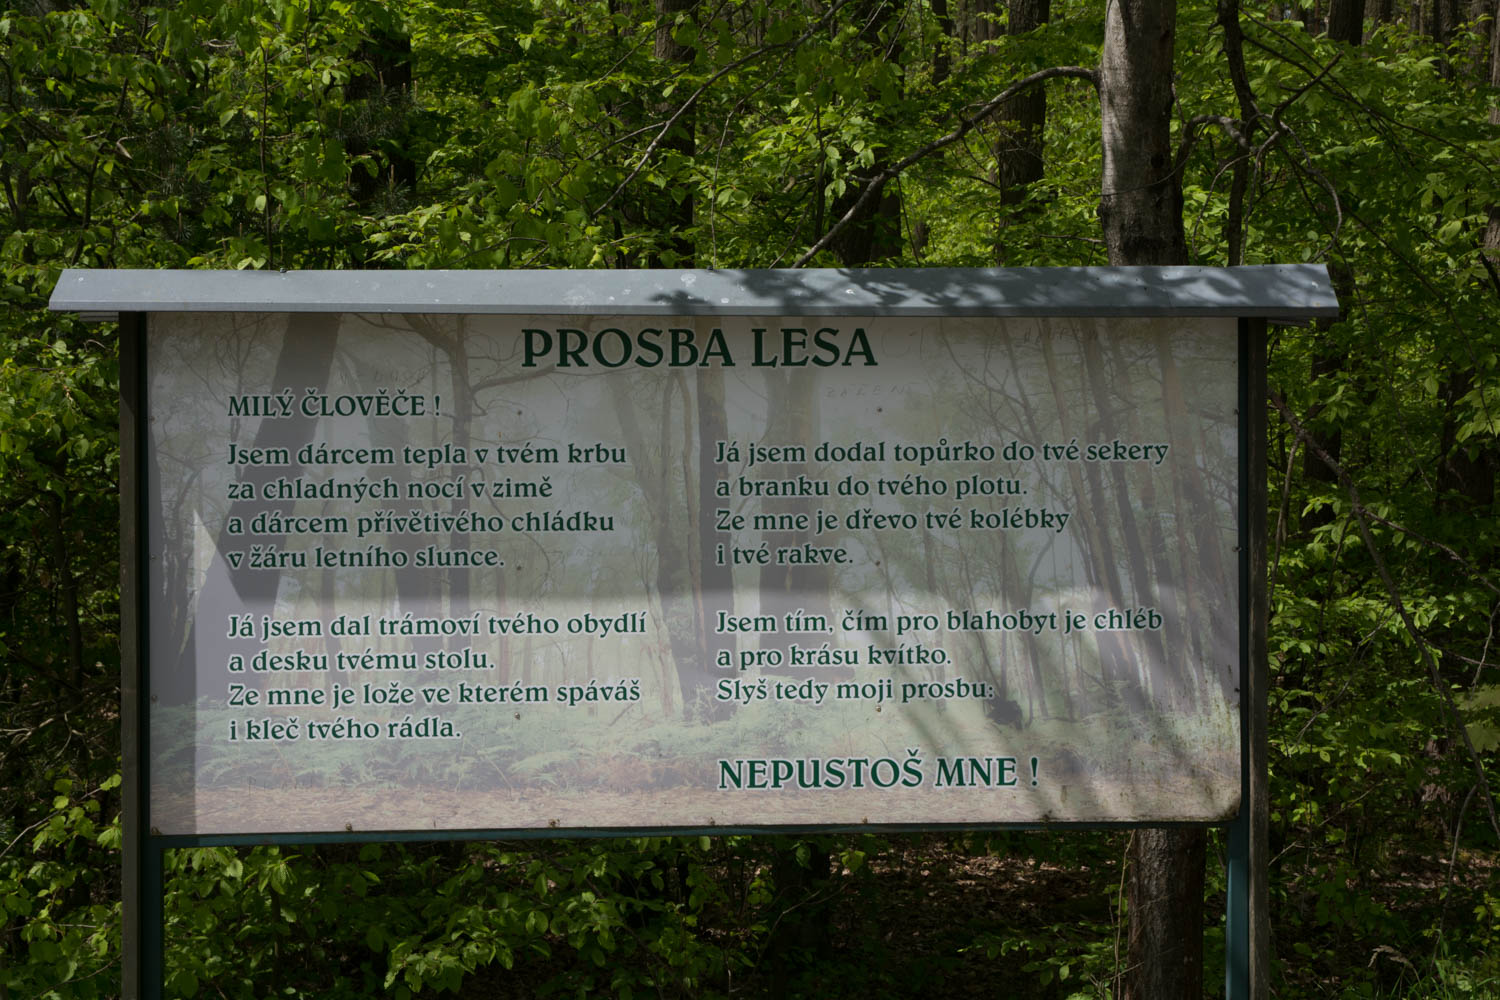 PROSBA LESA
MILÝ ČLOVĚČE !
Jsem dárcem tepla v tvém krbu
za chladných nocí v zimě
a dárcem přívětivého chládku
v žáru letního slunce.
Já jsem dal trámoví tvého obydlí
a desku tvému stolu.
Ze mne je lože ve kterém spáváš
i kleč tvého rádla.
Já jsem dodal topůrko do tvé sekery
a branku do tvého plotu.
Ze mne je dřevo tvé kolébky
i tvé rakve.
Jsem tím, čím pro blahobyt je chléb
a pro krásu kvítko.
Slyš tedy moji prosbu:
NEPUSTOŠ MNE !